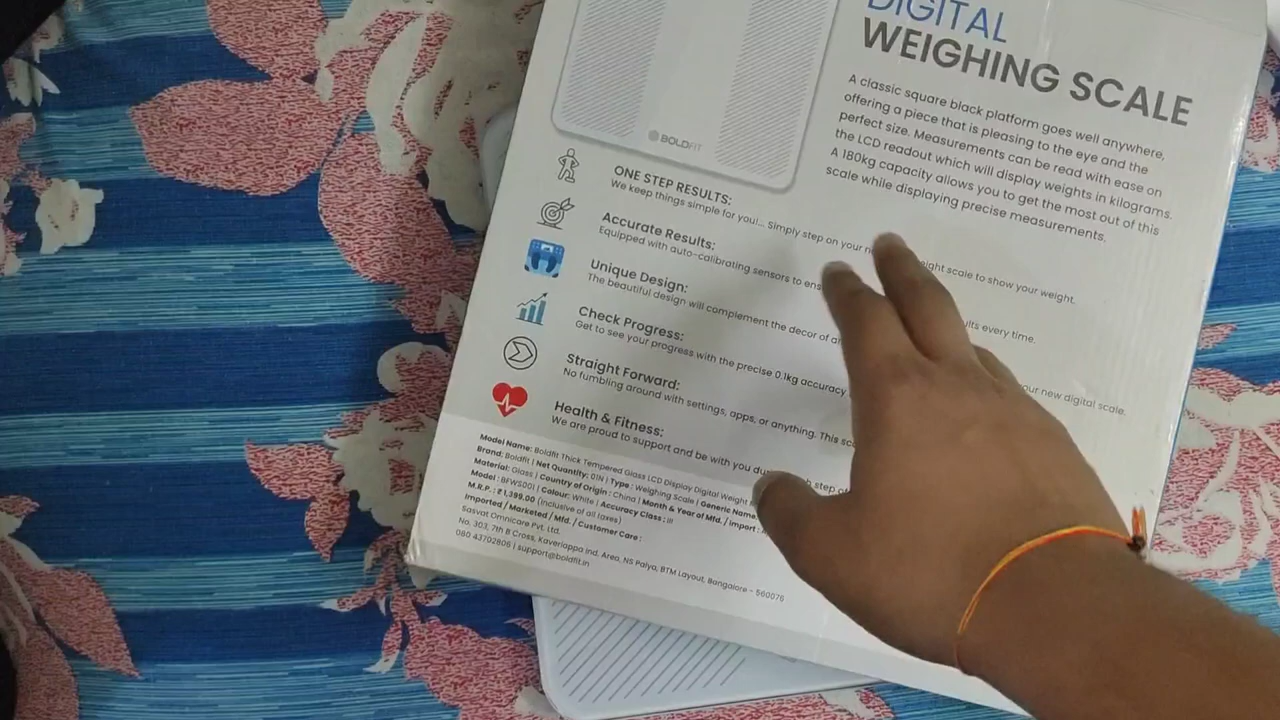 DIGITAL
WEIGHING SCALE
A classic square black platform goes well anywhere,
offering a piece that is pleasing to the eye and the
perfect size. Measurements can be read with ease on
the LCD readout which will display weights in kilograms.
A 180kg capacity allows you to get the most out of this
scale while displaying precise measurements.
BOLDFIT
ONE STEP RESULTS:
We keep things simple for you!... Simply step on your weight scale to show your weight.
Accurate Results:
Equipped with auto-calibrating sensors to every time.
Unique Design:
The beautiful design will complement the decor of your new digital scale.
Check Progress:
Get to see your progress with the precise 0.1kg accuracy
Straight Forward:
No fumbling around with settings, apps, or anything. This
Health & Fitness:
We are proud to support and be with you step
Model Name: Boldfit Thick Tempered Glass LCD Display Digital Weight
Brand: Boldfit | Net Quantity: 01N | Type : Weighing Scale | Generic Name
Material: Glass | Country of Origin : China | Month & Year of Mfd. / Import :
Model : BFWS001 | Colour: White | Accuracy Class : III
M.R.P. : ₹ 1,399.00 (Inclusive of all taxes)
Imported / Marketed / Mfd. / Customer Care :
Sasvat Omnicare Pvt. Ltd.
No. 303, 7th B Cross, Kaveriappa Ind. Area, NS Palya, BTM Layout, Bangalore - 560076
080 43702806 | support@boldfit.in